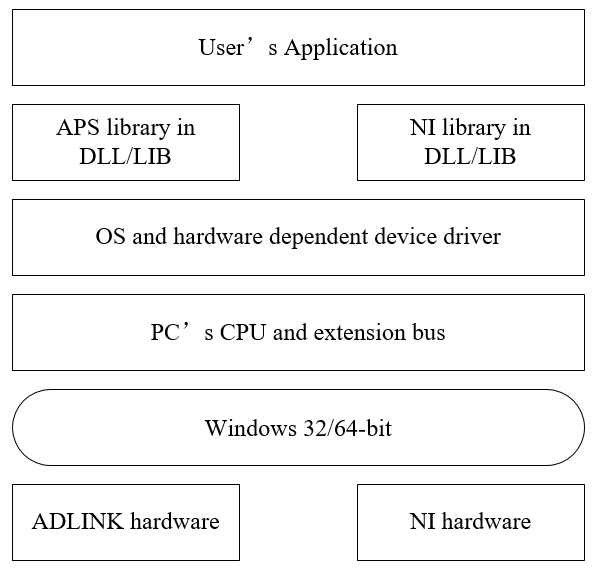 User’s Application
APS library in
DLL/LIB
NI library in
DLL/LIB
OS and hardware dependent device driver
PC’s CPU and extension bus
Windows 32/64-bit
ADLINK hardware
NI hardware